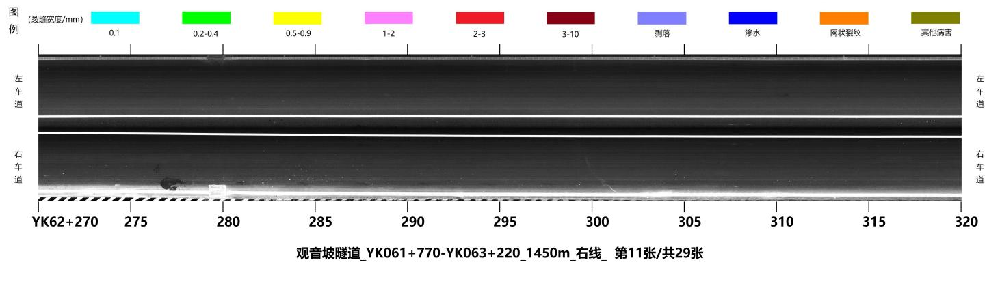 图例
(裂缝宽度/mm)
0.1 0.2-0.4 0.5-0.9 1-2 2-3 3-10 剥落 渗水 网状裂纹 其他病害
左车道 左车道
右车道 右车道
YK62+270 275 280 285 290 295 300 305 310 315 320
观音坡隧道_YK061+770-YK063+220_1450m_右线_ 第11张/共29张